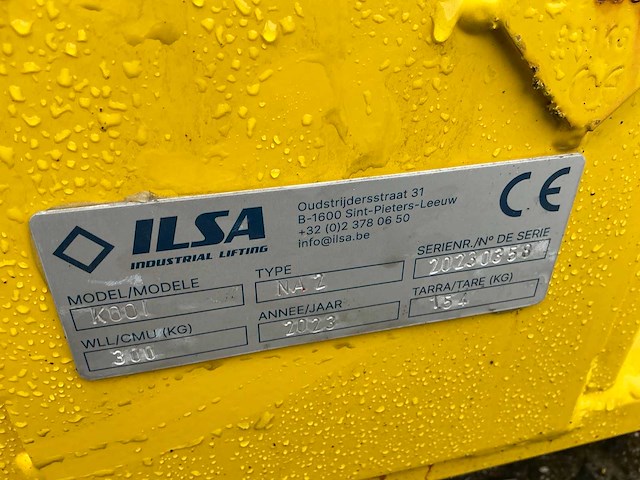 ILSA
INDUSTRIAL LIFTING
Oudstrijdersstraat 31
B-1600 Sint-Pieters-Leeuw
+32 (0)2 378 06 50
info@ilsa.be
CE
MODEL/MODELE
TYPE
NA 2
SERIENR./Nº DE SERIE
20230358
WLL/CMU (KG)
300
ANNEE/JAAR
2023
TARRA/TARE (KG)
154